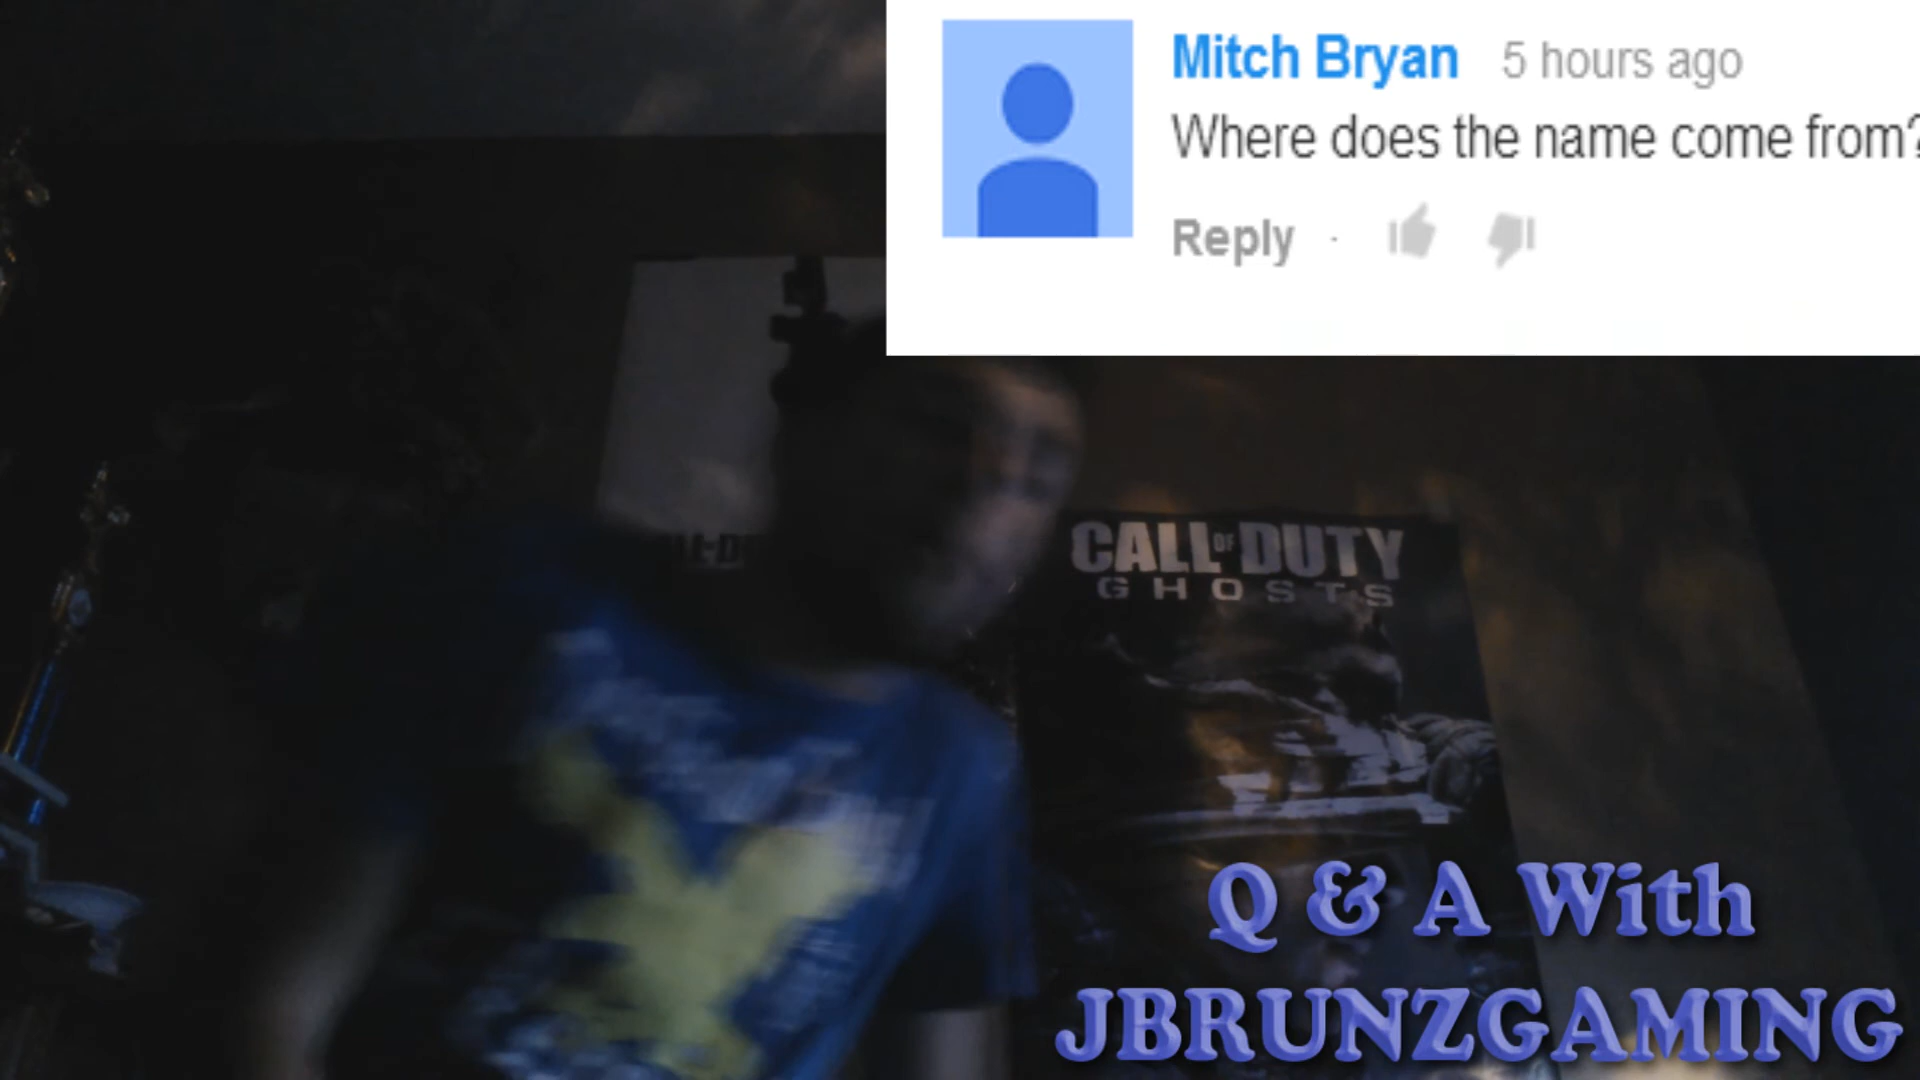 Mitch Bryan 5 hours ago
Where does the name come from?
Reply ·
CALL OF DUTY
GHOSTS
Q & A With
JBRUNZGAMING